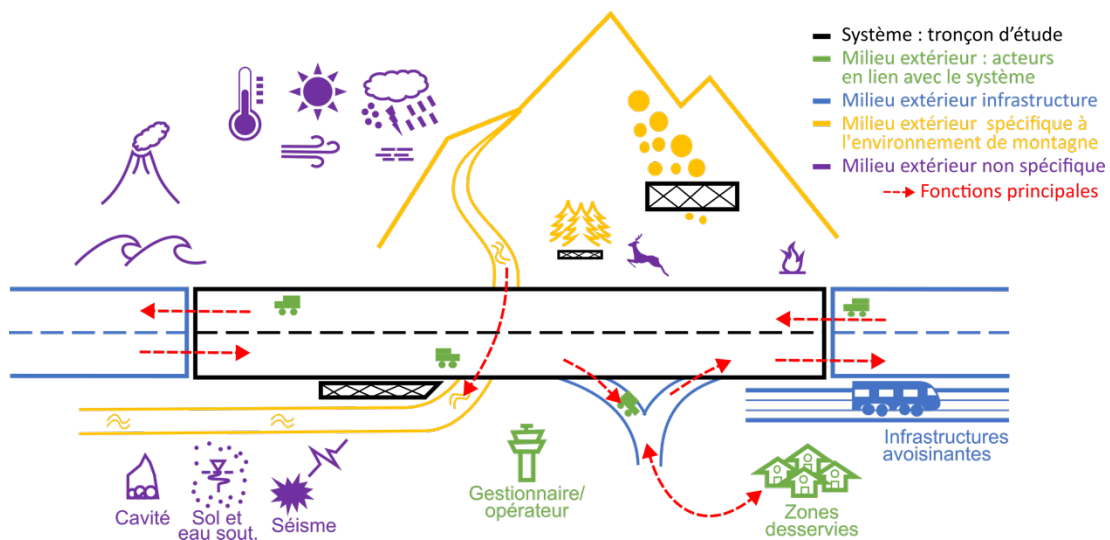 Système : tronçon d'étude
Milieu extérieur : acteurs
en lien avec le système
Milieu extérieur infrastructure
Milieu extérieur  spécifique à
l'environnement de montagne
Milieu extérieur non spécifique
Fonctions principales
Infrastructures
avoisinantes
Gestionnaire/
opérateur
Zones
desservies
Cavité
Sol et
eau sout.
Séisme